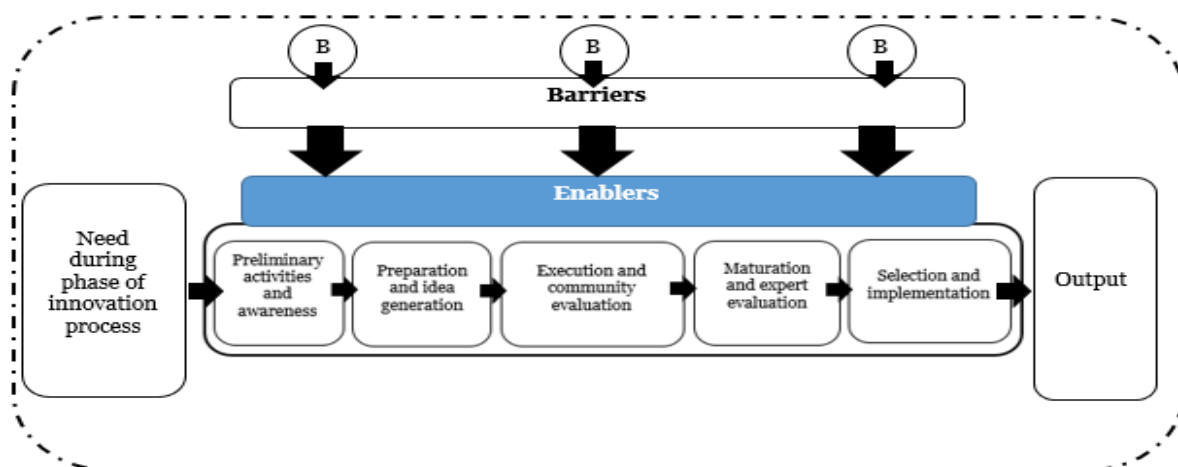 B
B
B
Barriers
Enablers
Need
during
phase of
innovation
process
Preliminary
activities
and
awareness
Preparation
and idea
generation
Execution and
community
evaluation
Maturation
and expert
evaluation
Selection and
implementation
Output